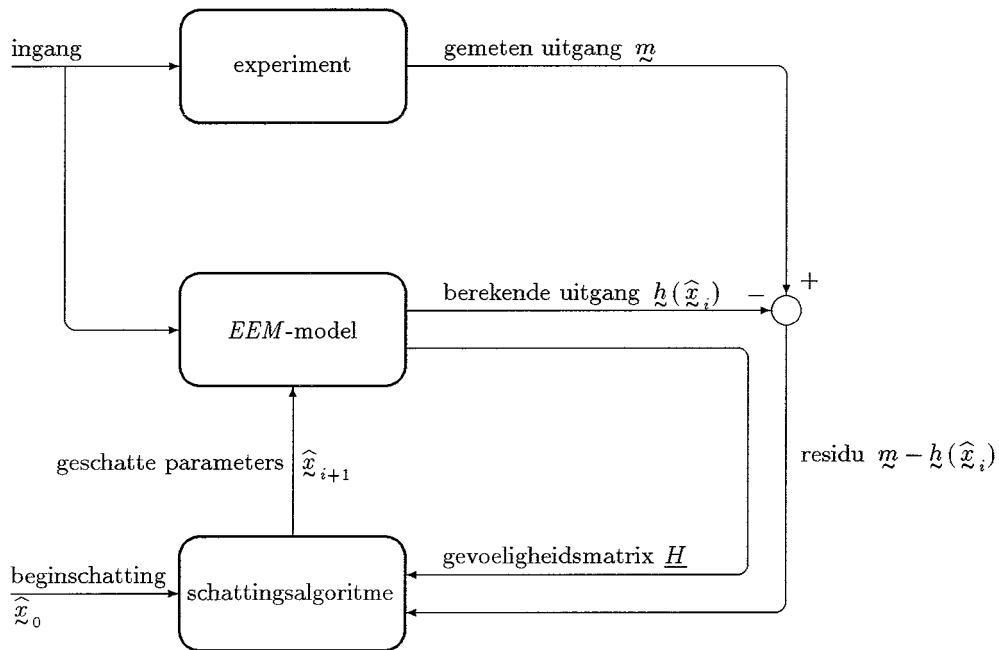 ingang
experiment
gemeten uitgang m̰
+
−
berekende uitgang h̰(x̰̂ᵢ)
EEM-model
geschatte parameters x̰̂ᵢ₊₁
residu m̰ − h̰(x̰̂ᵢ)
gevoeligheidsmatrix H̲
beginschatting
x̰̂₀
schattingsalgoritme